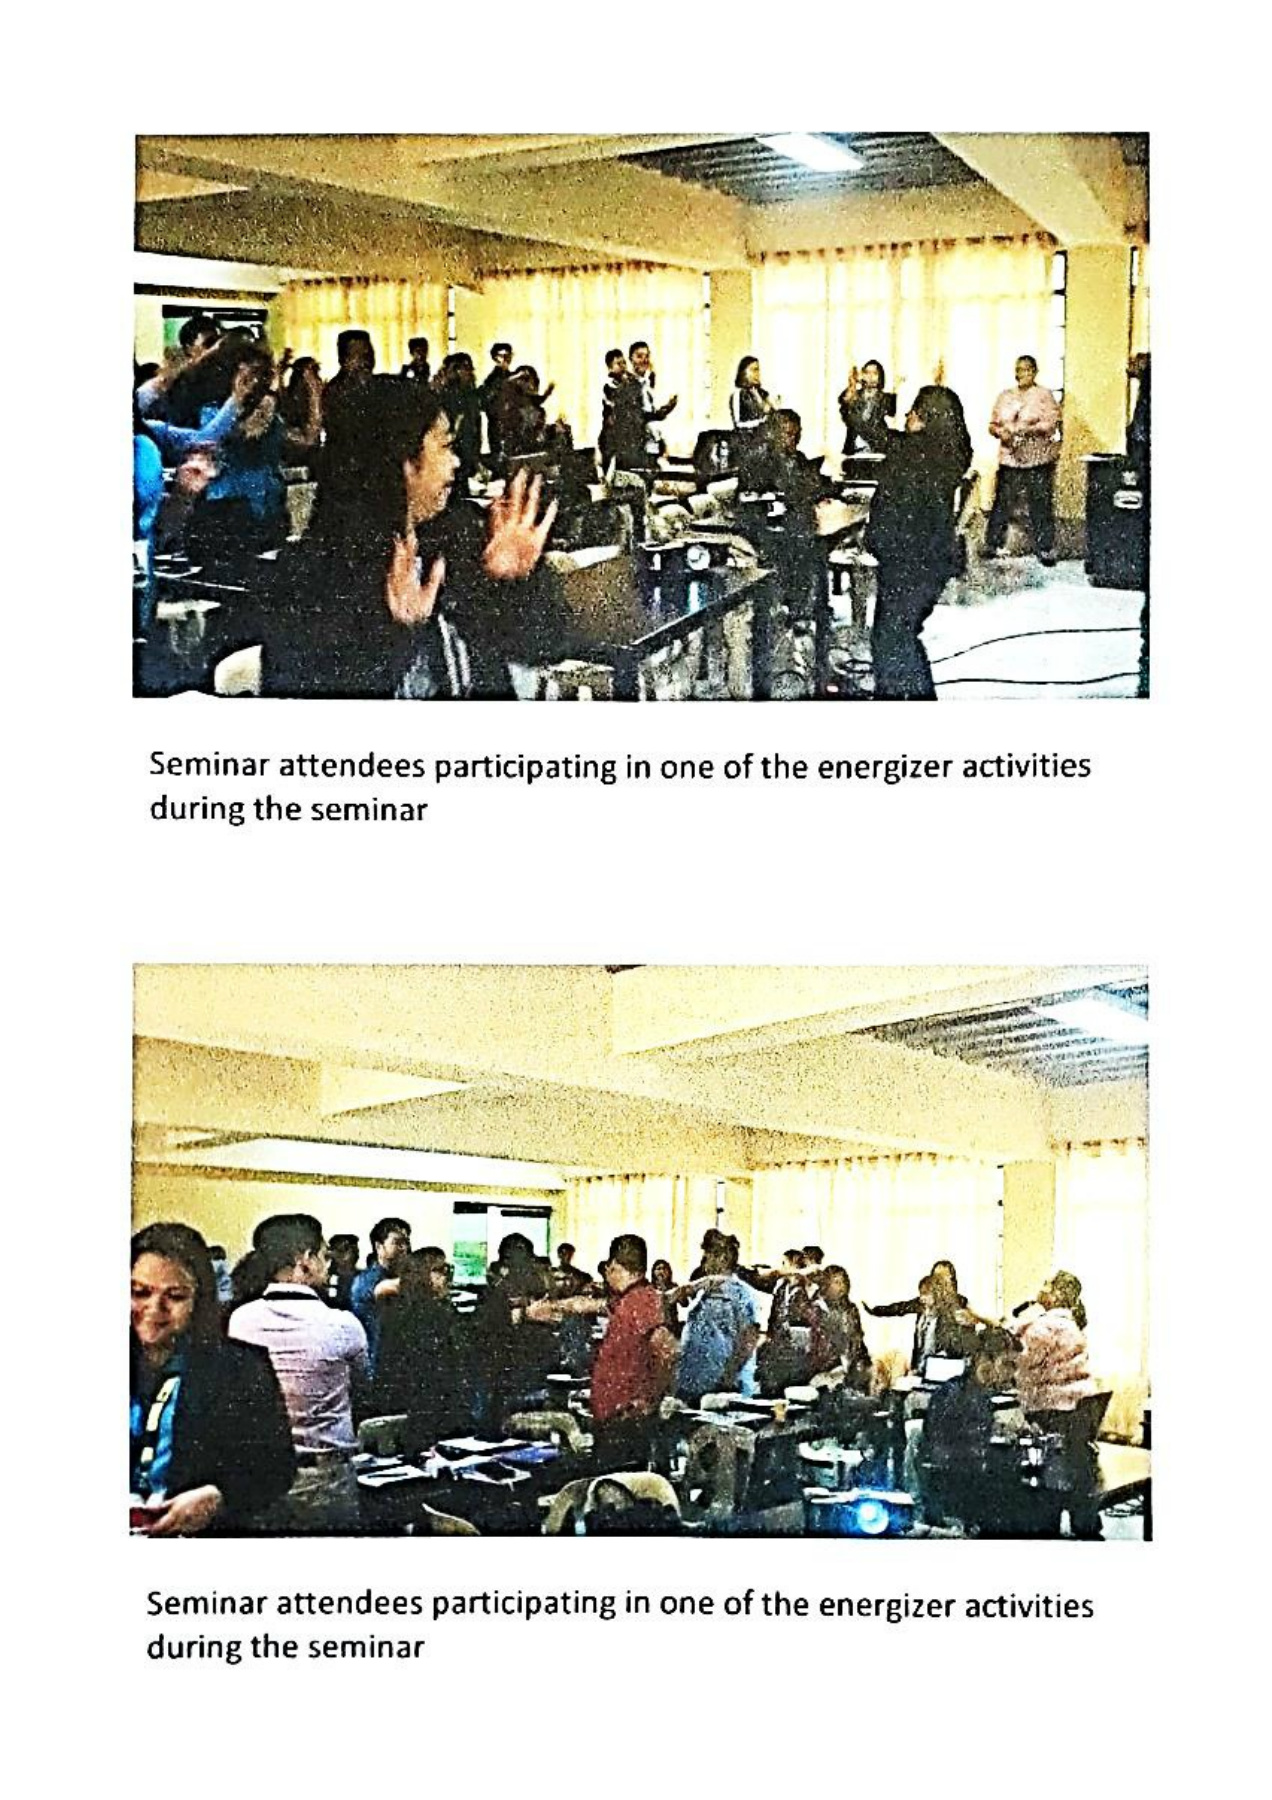 Seminar attendees participating in one of the energizer activities
during the seminar
Seminar attendees participating in one of the energizer activities
during the seminar